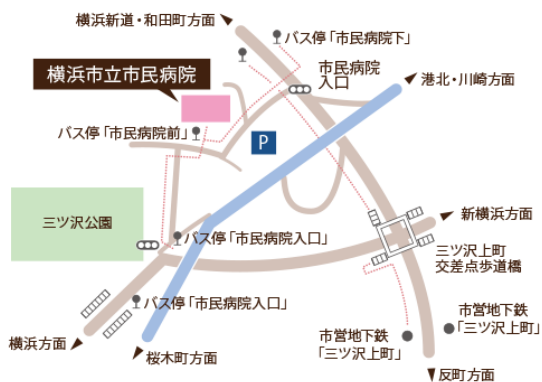 横浜新道・和田町方面
バス停「市民病院下」
市民病院
入口
港北・川崎方面
横浜市立市民病院
バス停「市民病院前」
P
三ツ沢公園
新横浜方面
バス停「市民病院入口」
三ツ沢上町
交差点歩道橋
バス停「市民病院入口」
横浜方面
桜木町方面
市営地下鉄
「三ツ沢上町」
市営地下鉄
「三ツ沢上町」
反町方面